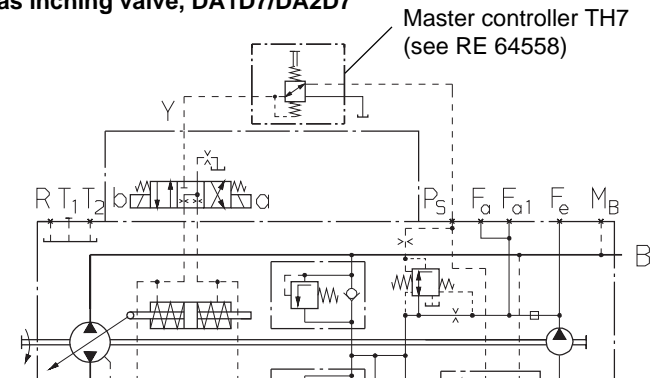 as inching valve, DA1D7/DA2D7
Master controller TH7
(see RE 64558)
Y
R T1 T2 b a PS Fa Fa1 Fe MB
B